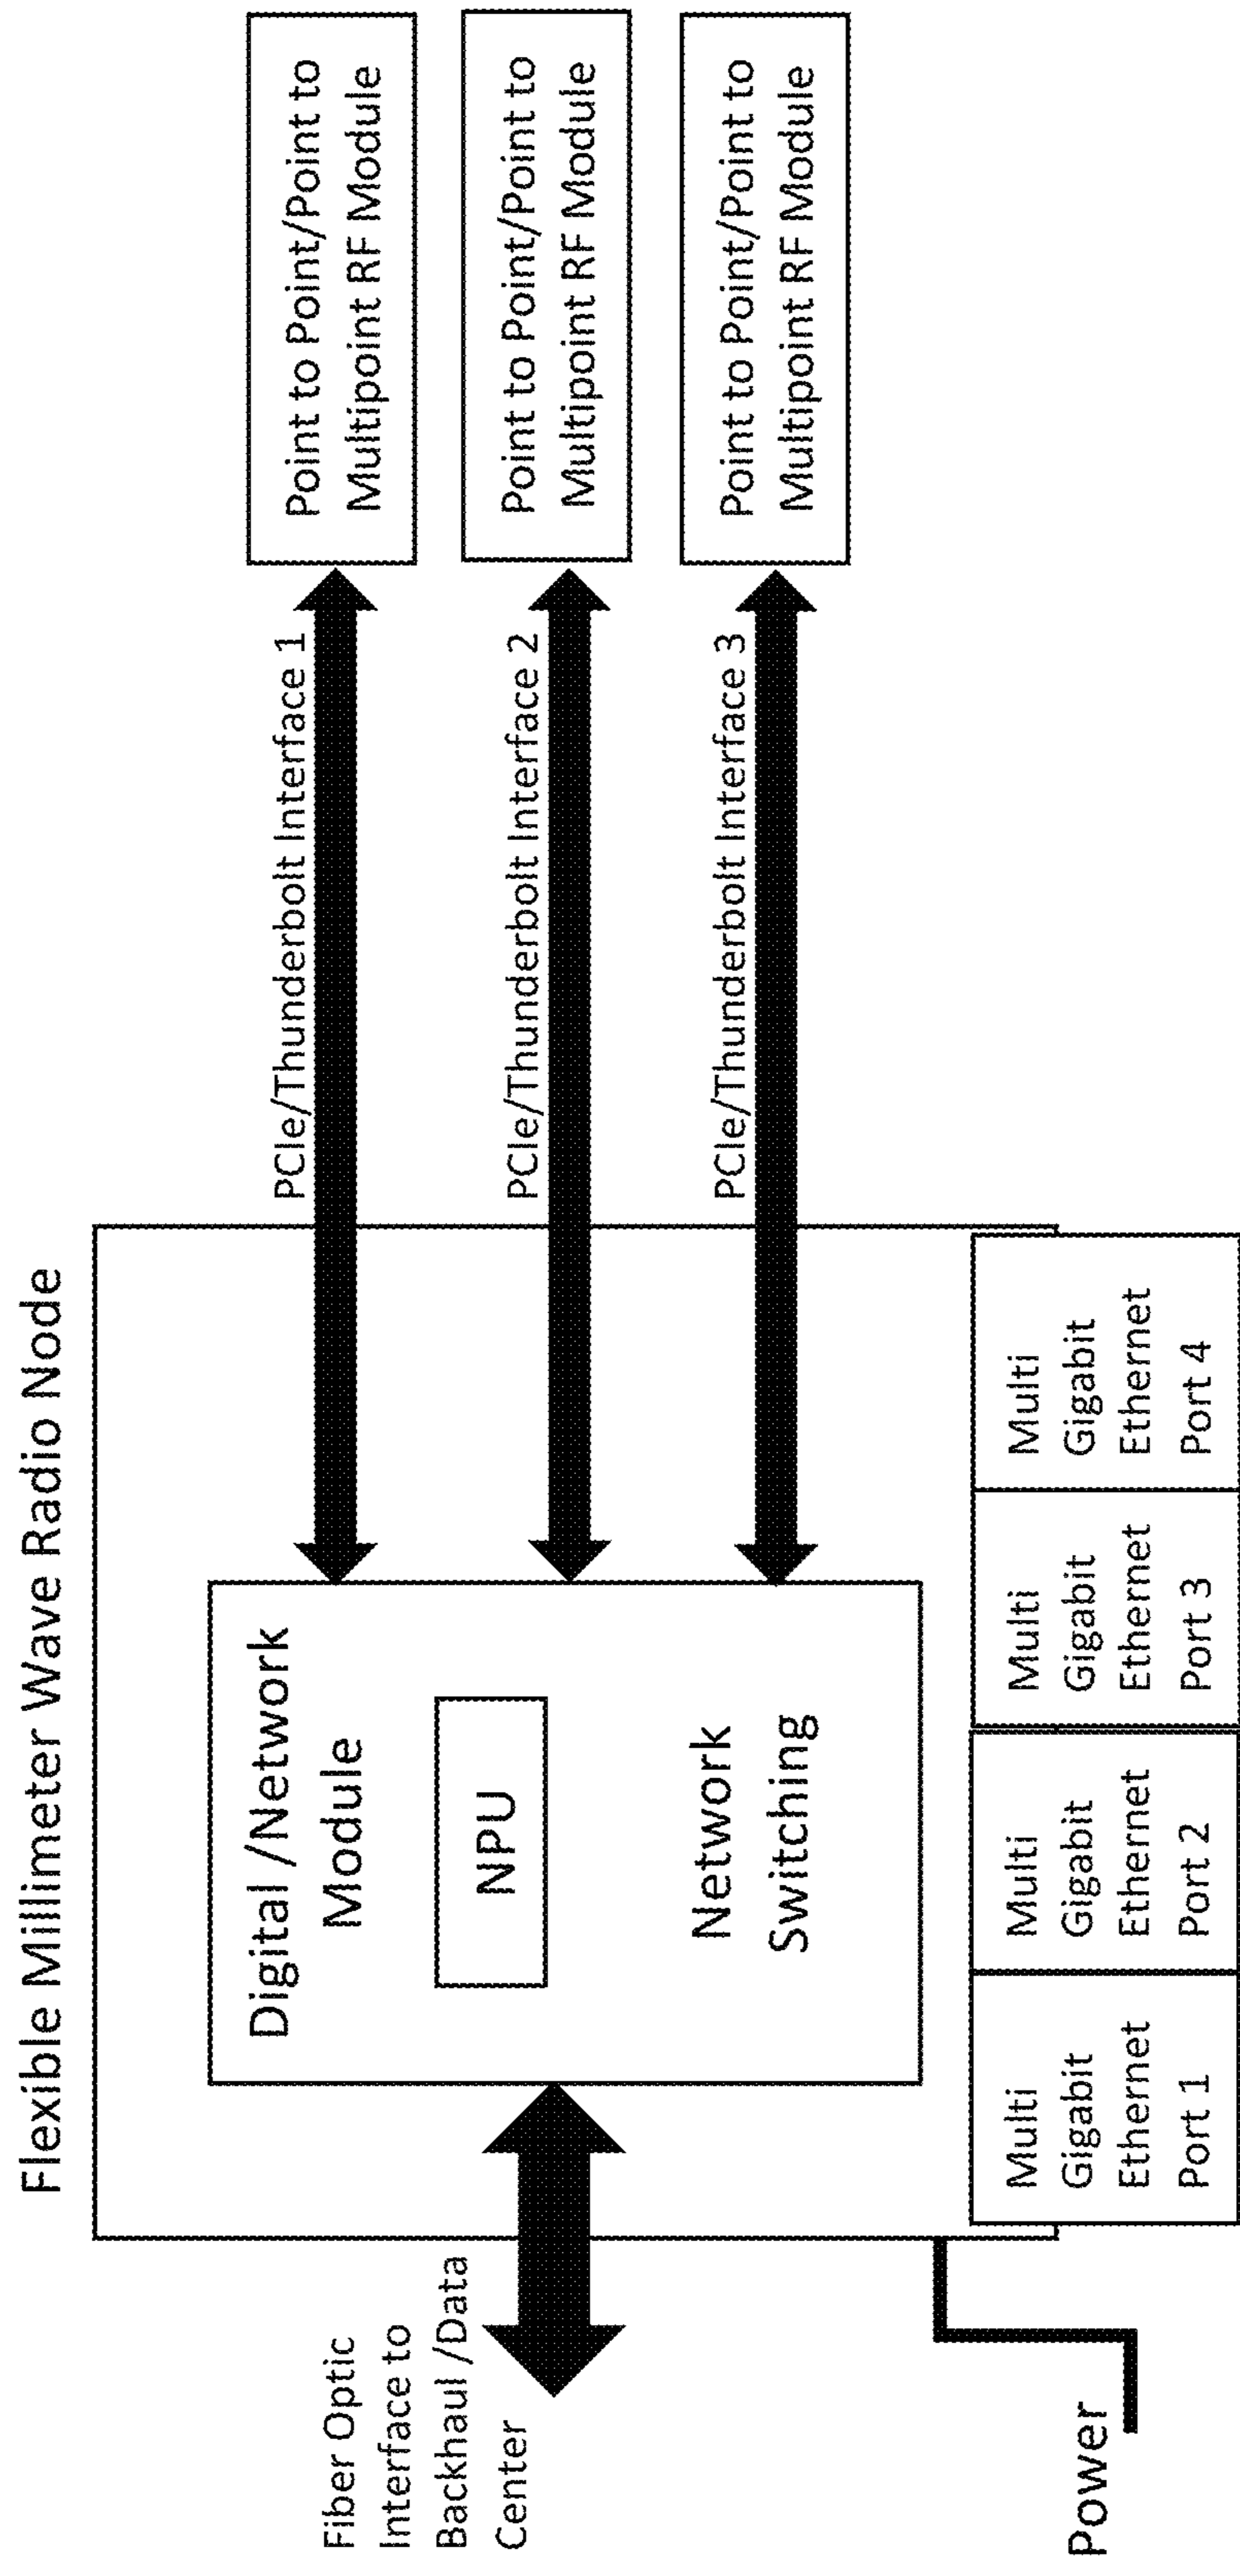 Flexible Millimeter Wave Radio Node
Fiber Optic
Interface to
Backhaul /Data
Center
Digital /Network
Module
NPU
Network
Switching
PCIe/Thunderbolt Interface 1
Point to Point/Point to
Multipoint RF Module
PCIe/Thunderbolt Interface 2
Point to Point/Point to
Multipoint RF Module
PCIe/Thunderbolt Interface 3
Point to Point/Point to
Multipoint RF Module
Multi
Gigabit
Ethernet
Port 1
Multi
Gigabit
Ethernet
Port 2
Multi
Gigabit
Ethernet
Port 3
Multi
Gigabit
Ethernet
Port 4
Power